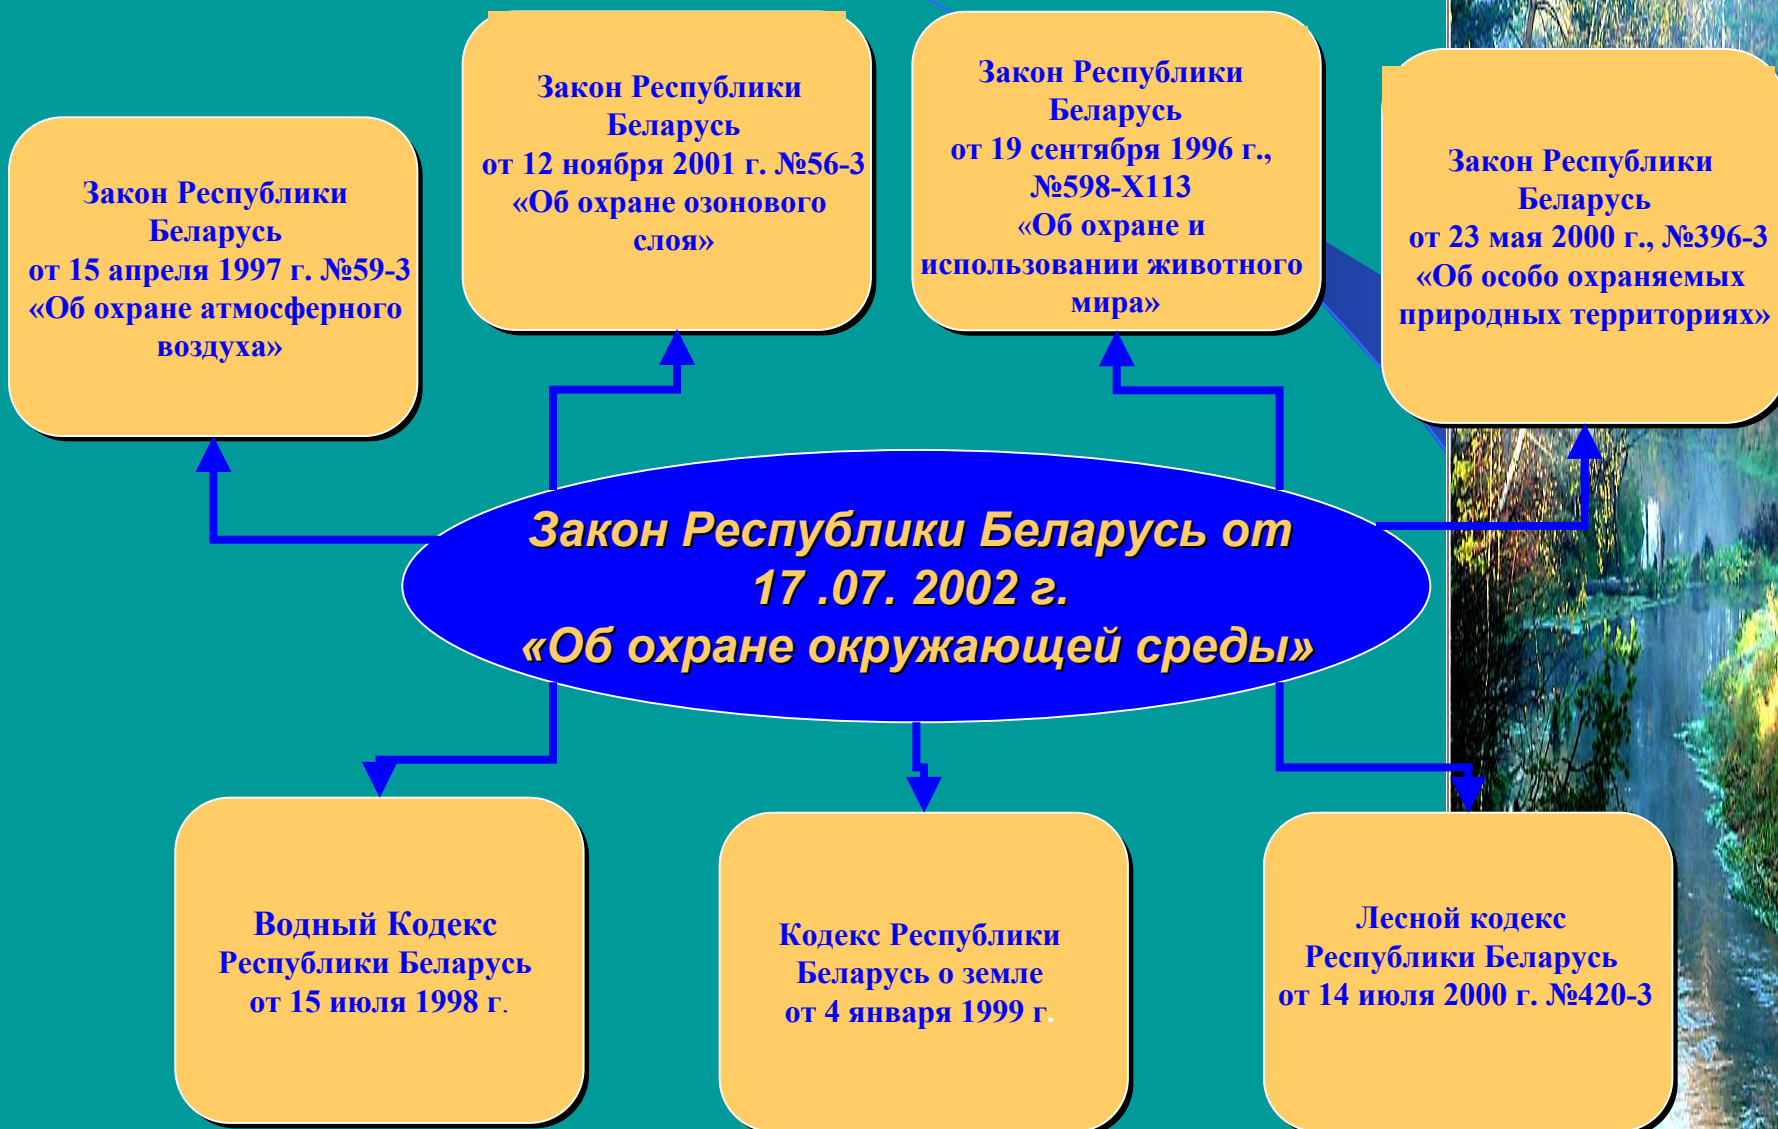 Закон Республики
Беларусь
от 15 апреля 1997 г. №59-3
«Об охране атмосферного
воздуха»
Закон Республики
Беларусь
от 12 ноября 2001 г. №56-3
«Об охране озонового
слоя»
Закон Республики
Беларусь
от 19 сентября 1996 г.,
№598-Х113
«Об охране и
использовании животного
мира»
Закон Республики
Беларусь
от 23 мая 2000 г., №396-3
«Об особо охраняемых
природных территориях»
Закон Республики Беларусь от
17 .07. 2002 г.
«Об охране окружающей среды»
Водный Кодекс
Республики Беларусь
от 15 июля 1998 г.
Кодекс Республики
Беларусь о земле
от 4 января 1999 г.
Лесной кодекс
Республики Беларусь
от 14 июля 2000 г. №420-3